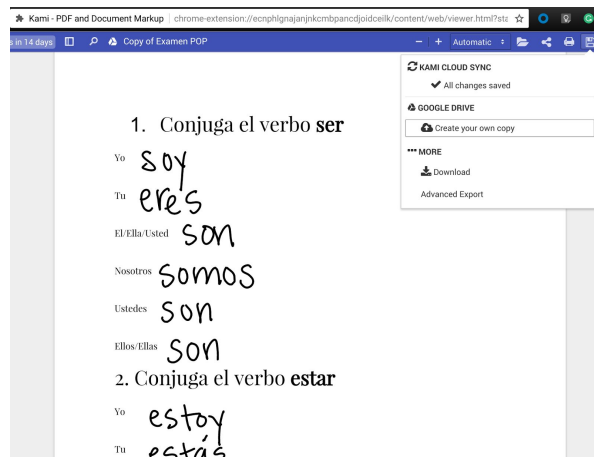 Kami - PDF and Document Markup | chrome-extension://ecnphlgnajanjnkcmbpancdjoidceilk/content/web/viewer.html?sta
s in 14 days Copy of Examen POP − + Automatic
KAMI CLOUD SYNC
All changes saved
GOOGLE DRIVE
Create your own copy
MORE
Download
Advanced Export
1. Conjuga el verbo ser
Yo soy
Tu eres
El/Ella/Usted son
Nosotros somos
Ustedes son
Ellos/Ellas son
2. Conjuga el verbo estar
Yo estoy
Tu estás